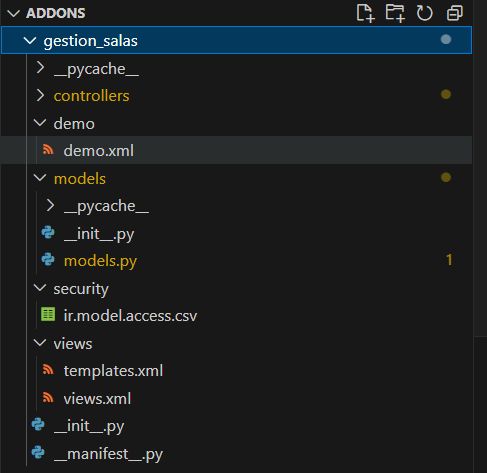 ADDONS
gestion_salas
__pycache__
controllers
demo
demo.xml
models
__pycache__
__init__.py
models.py 1
security
ir.model.access.csv
views
templates.xml
views.xml
__init__.py
__manifest__.py